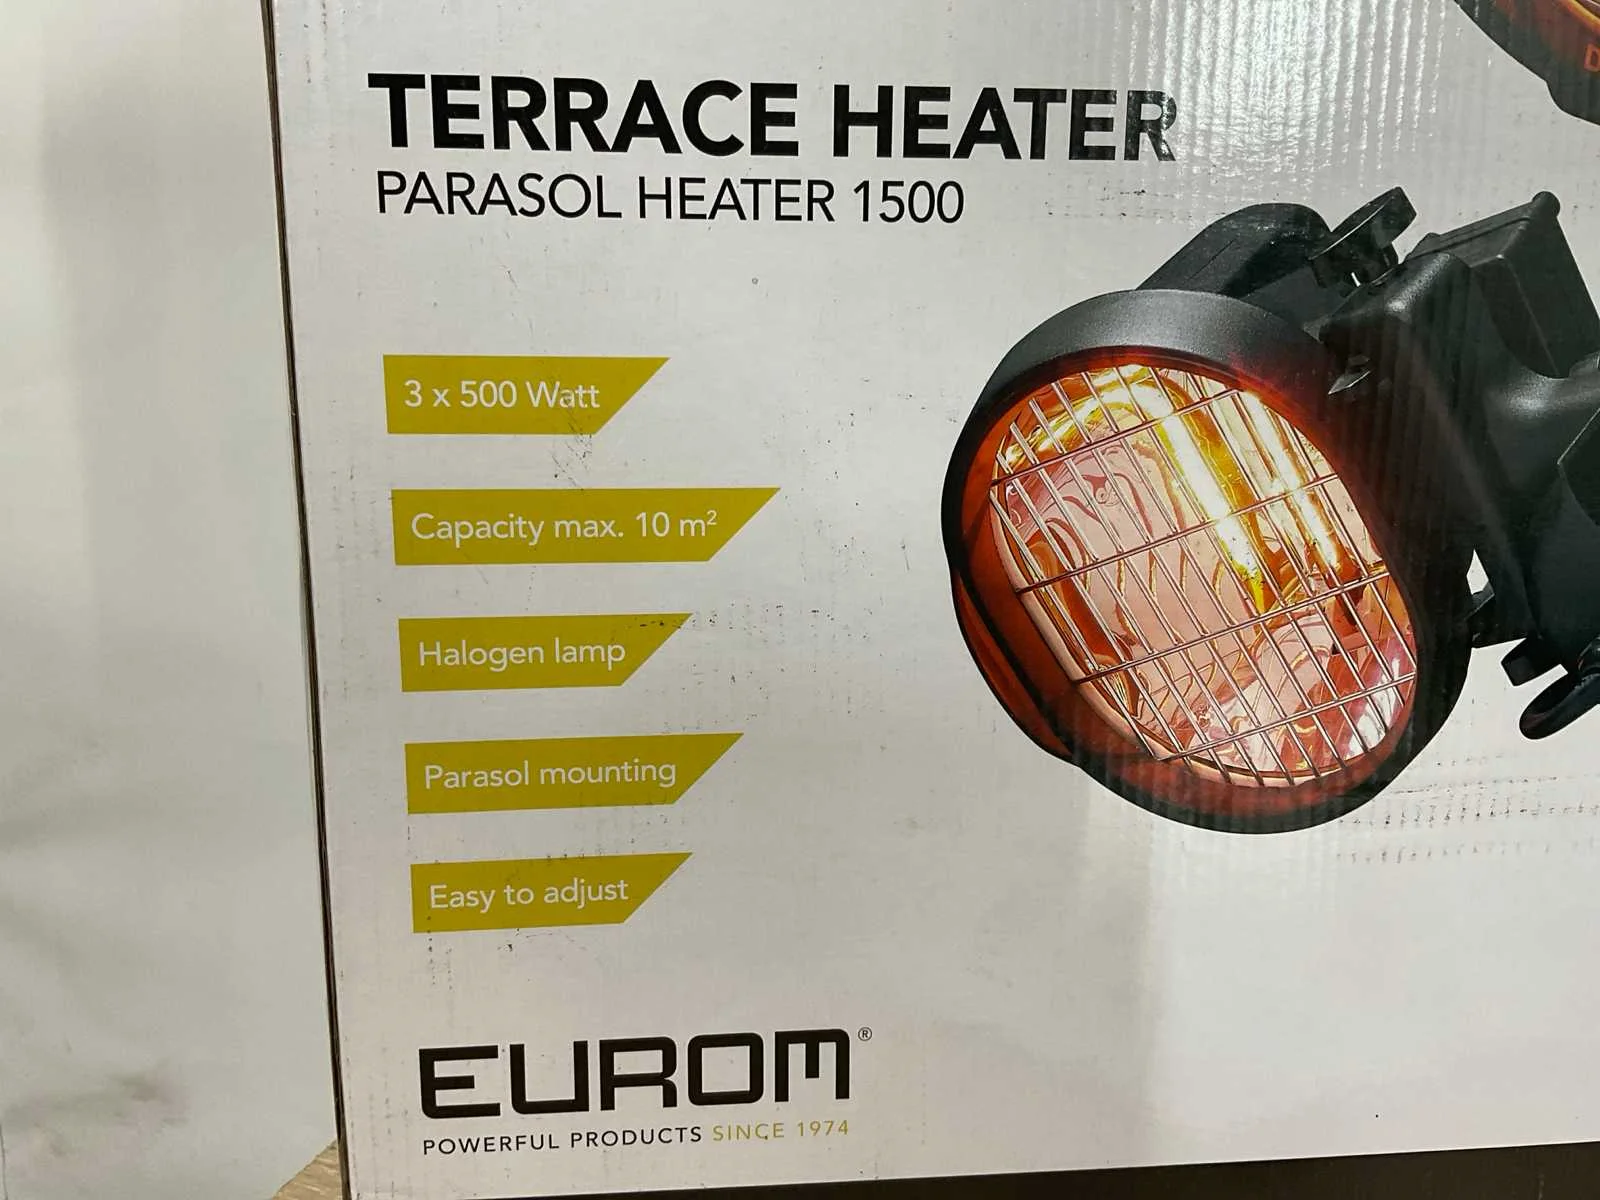 TERRACE HEATER
PARASOL HEATER 1500
3 x 500 Watt
Capacity max. 10 m²
Halogen lamp
Parasol mounting
Easy to adjust
EUROM®
POWERFUL PRODUCTS SINCE 1974